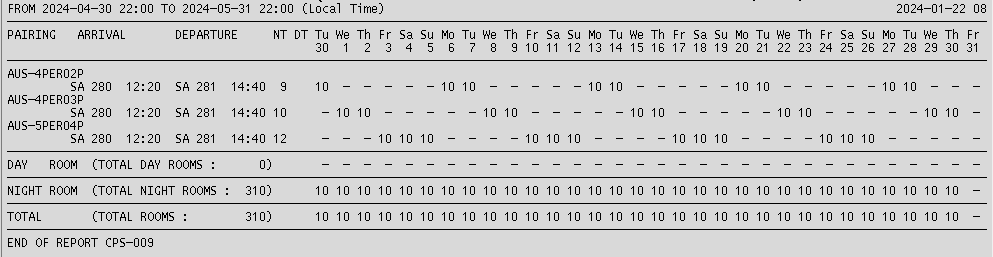 FROM 2024-04-30 22:00 TO 2024-05-31 22:00 (Local Time) 2024-01-22 08
PAIRING ARRIVAL DEPARTURE NT DT Tu We Th Fr Sa Su Mo Tu We Th Fr Sa Su Mo Tu We Th Fr Sa Su Mo Tu We Th Fr Sa Su Mo Tu We Th Fr
30 1 2 3 4 5 6 7 8 9 10 11 12 13 14 15 16 17 18 19 20 21 22 23 24 25 26 27 28 29 30 31
AUS-4PER02P
SA 280 12:20 SA 281 14:40 9 10 - - - - - 10 10 - - - - - 10 10 - - - - - 10 10 - - - - - 10 10 - - -
AUS-4PER03P
SA 280 12:20 SA 281 14:40 10 - 10 10 - - - - - 10 10 - - - - - 10 10 - - - - - 10 10 - - - - - 10 10 -
AUS-5PER04P
SA 280 12:20 SA 281 14:40 12 - - - 10 10 10 - - - - 10 10 10 - - - - 10 10 10 - - - - 10 10 10 - - - - -
DAY ROOM (TOTAL DAY ROOMS : 0) - - - - - - - - - - - - - - - - - - - - - - - - - - - - - - - -
NIGHT ROOM (TOTAL NIGHT ROOMS : 310) 10 10 10 10 10 10 10 10 10 10 10 10 10 10 10 10 10 10 10 10 10 10 10 10 10 10 10 10 10 10 10 -
TOTAL (TOTAL ROOMS : 310) 10 10 10 10 10 10 10 10 10 10 10 10 10 10 10 10 10 10 10 10 10 10 10 10 10 10 10 10 10 10 10 -
END OF REPORT CPS-009